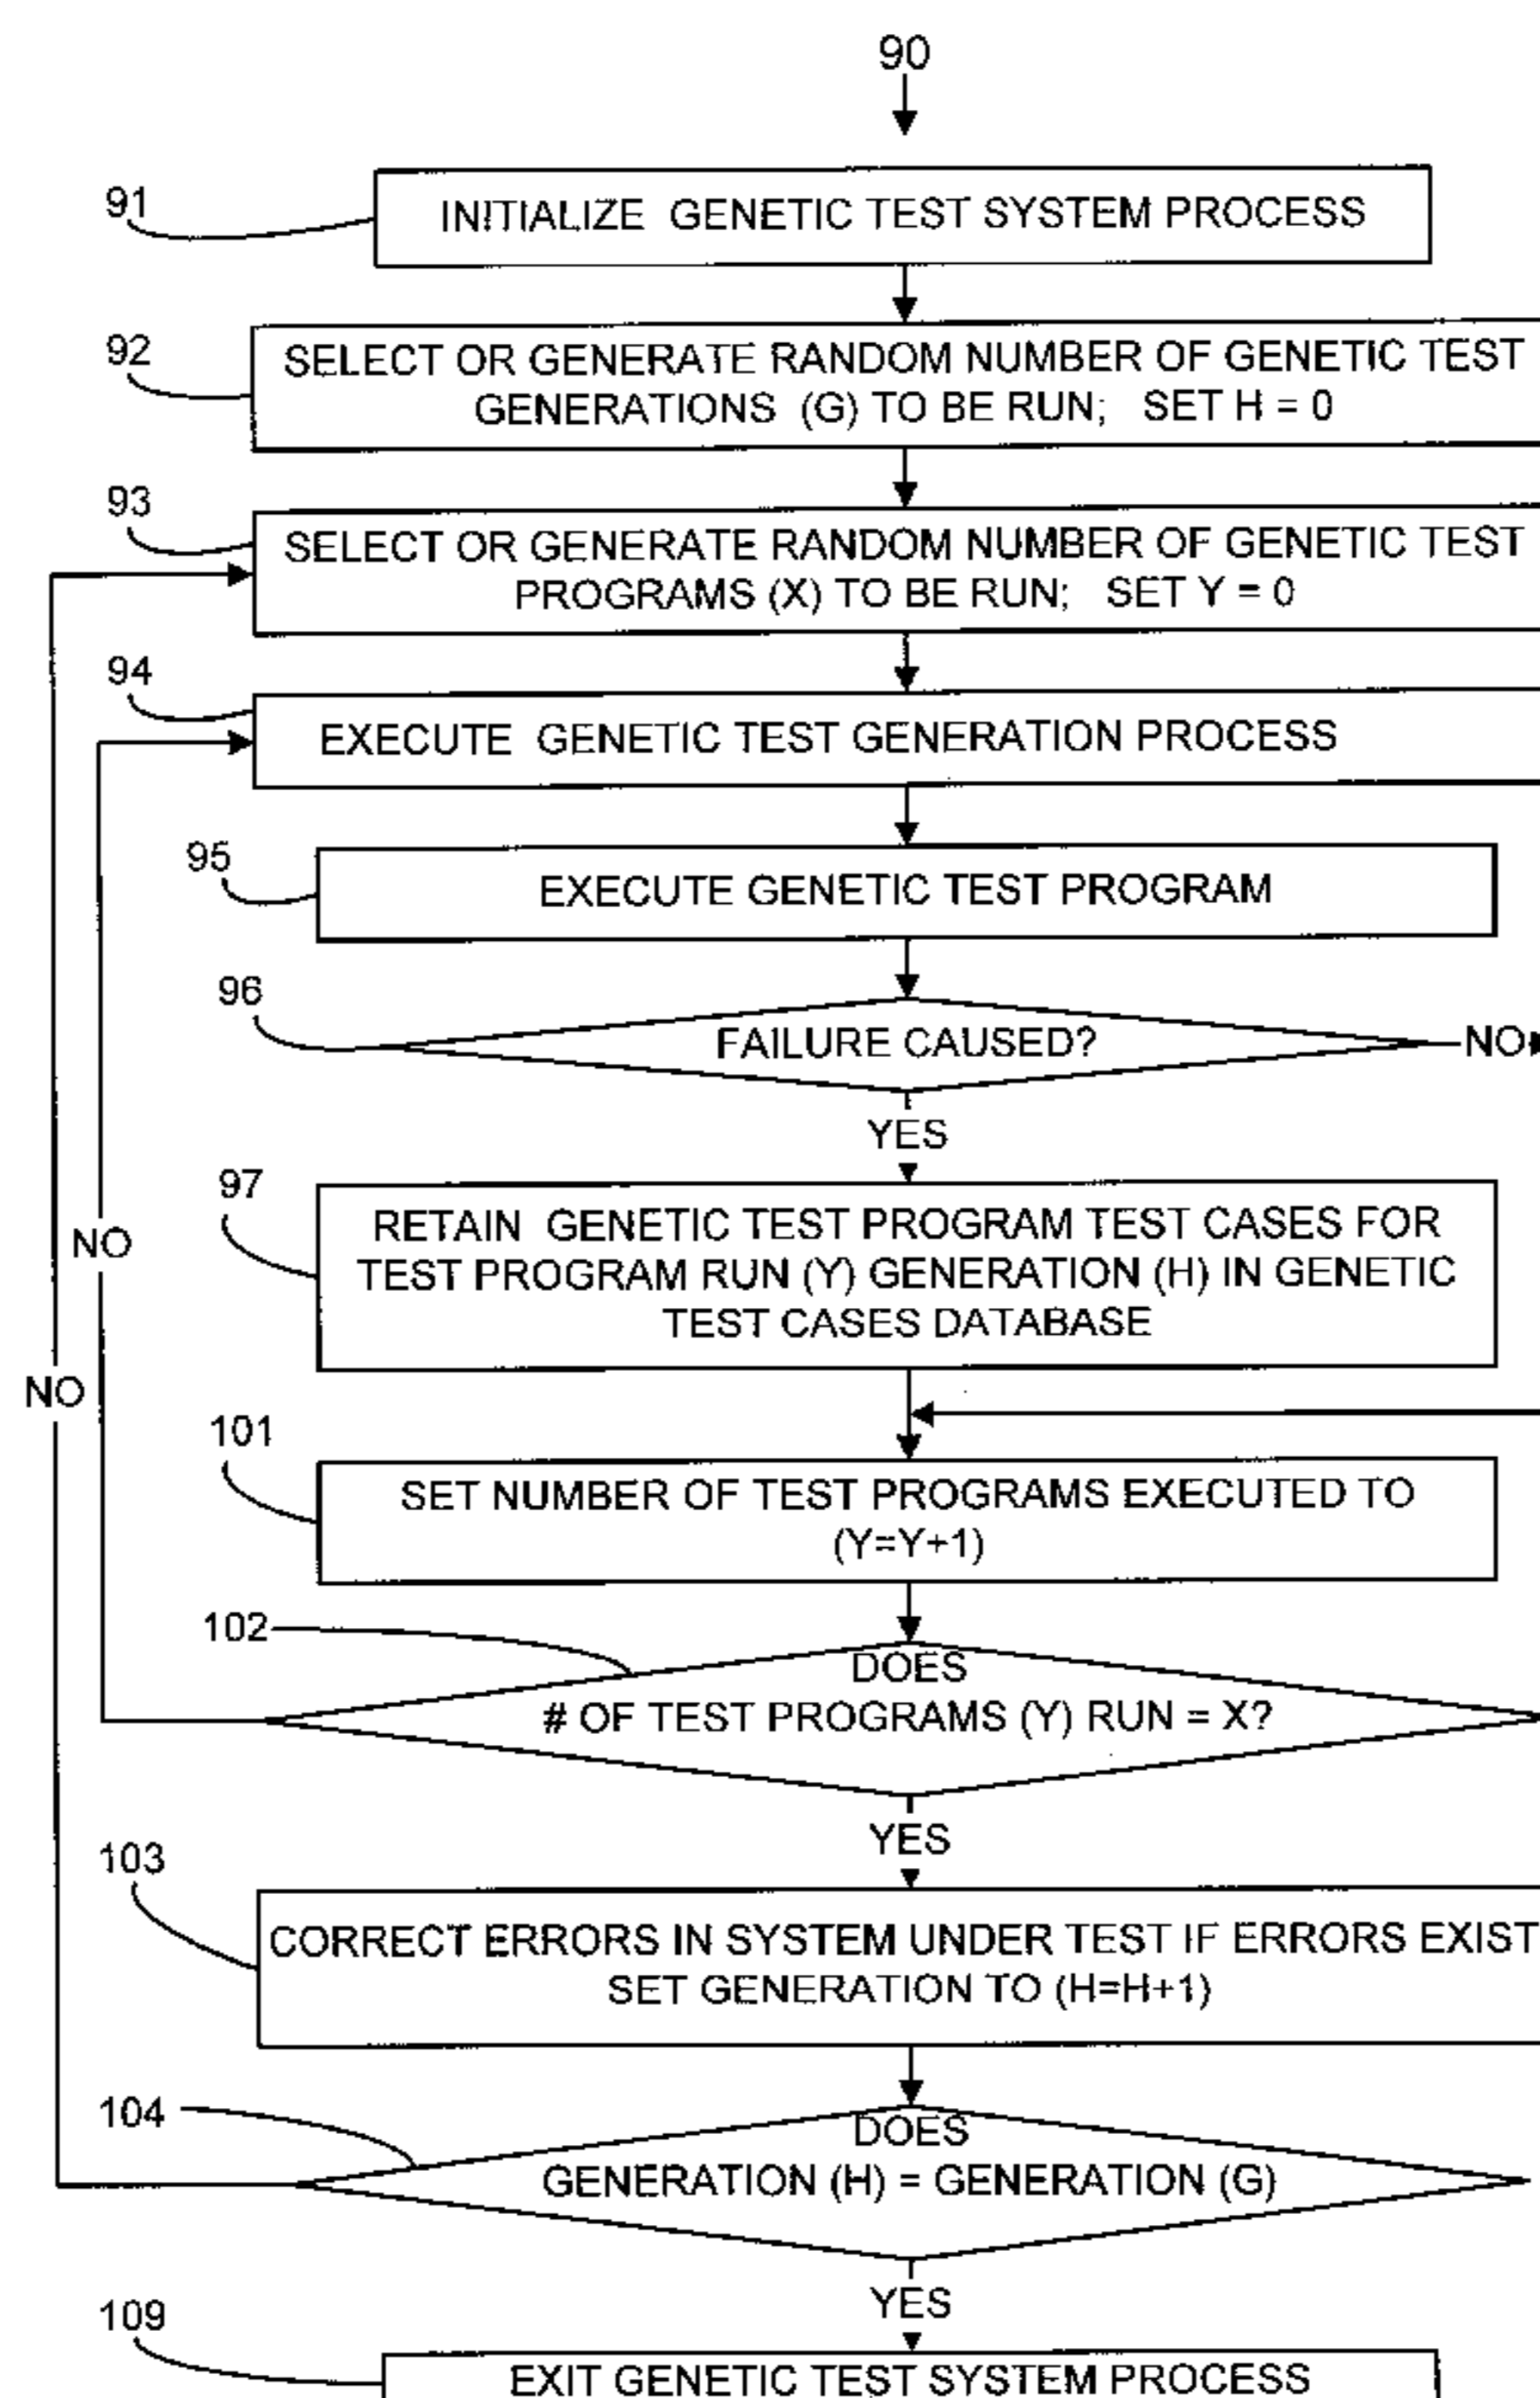 90
91
INITIALIZE GENETIC TEST SYSTEM PROCESS
92
SELECT OR GENERATE RANDOM NUMBER OF GENETIC TEST
GENERATIONS (G) TO BE RUN; SET H = 0
93
SELECT OR GENERATE RANDOM NUMBER OF GENETIC TEST
PROGRAMS (X) TO BE RUN; SET Y = 0
94
EXECUTE GENETIC TEST GENERATION PROCESS
95
EXECUTE GENETIC TEST PROGRAM
96
FAILURE CAUSED?
NO
YES
97
RETAIN GENETIC TEST PROGRAM TEST CASES FOR
TEST PROGRAM RUN (Y) GENERATION (H) IN GENETIC
TEST CASES DATABASE
NO
NO
101
SET NUMBER OF TEST PROGRAMS EXECUTED TO
(Y=Y+1)
102
DOES
# OF TEST PROGRAMS (Y) RUN = X?
YES
103
CORRECT ERRORS IN SYSTEM UNDER TEST IF ERRORS EXIST
SET GENERATION TO (H=H+1)
104
DOES
GENERATION (H) = GENERATION (G)
YES
109
EXIT GENETIC TEST SYSTEM PROCESS